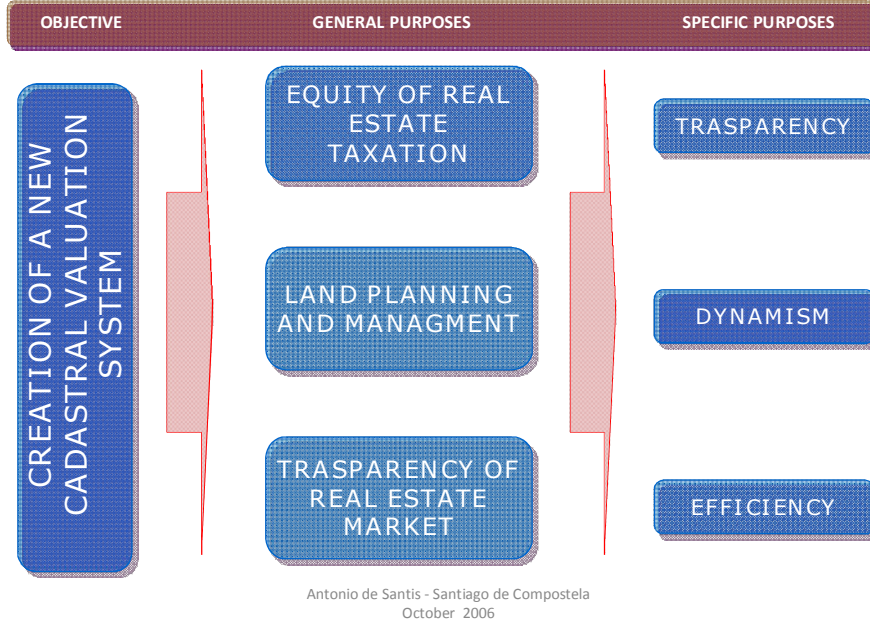 OBJECTIVE
GENERAL PURPOSES
SPECIFIC PURPOSES
CREATION OF A NEW
CADASTRAL VALUATION
SYSTEM
EQUITY OF REAL
ESTATE
TAXATION
LAND PLANNING
AND MANAGMENT
TRASPARENCY OF
REAL ESTATE
MARKET
TRASPARENCY
DYNAMISM
EFFICIENCY
Antonio de Santis - Santiago de Compostela
October 2006